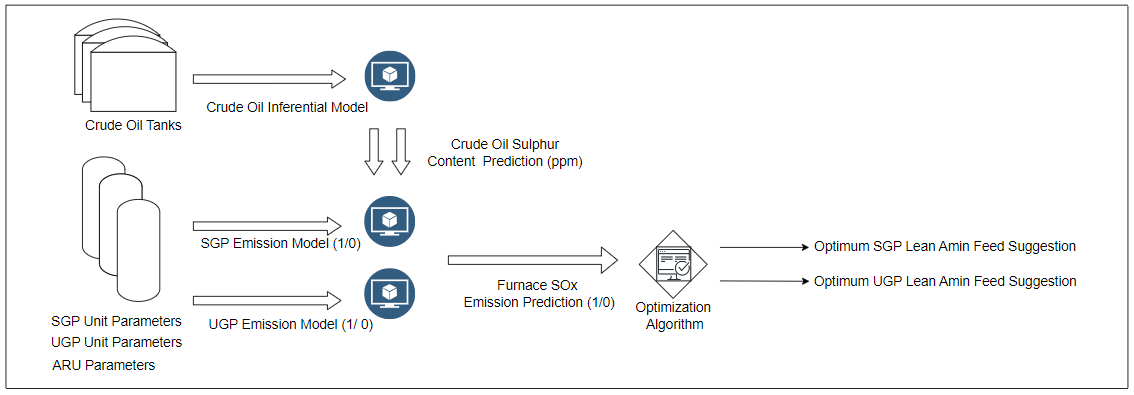 Crude Oil Tanks
Crude Oil Inferential Model
Crude Oil Sulphur
Content Prediction (ppm)
SGP Emission Model (1/0)
UGP Emission Model (1/ 0)
SGP Unit Parameters
UGP Unit Parameters
ARU Parameters
Furnace SOx
Emission Prediction (1/0)
Optimization
Algorithm
Optimum SGP Lean Amin Feed Suggestion
Optimum UGP Lean Amin Feed Suggestion